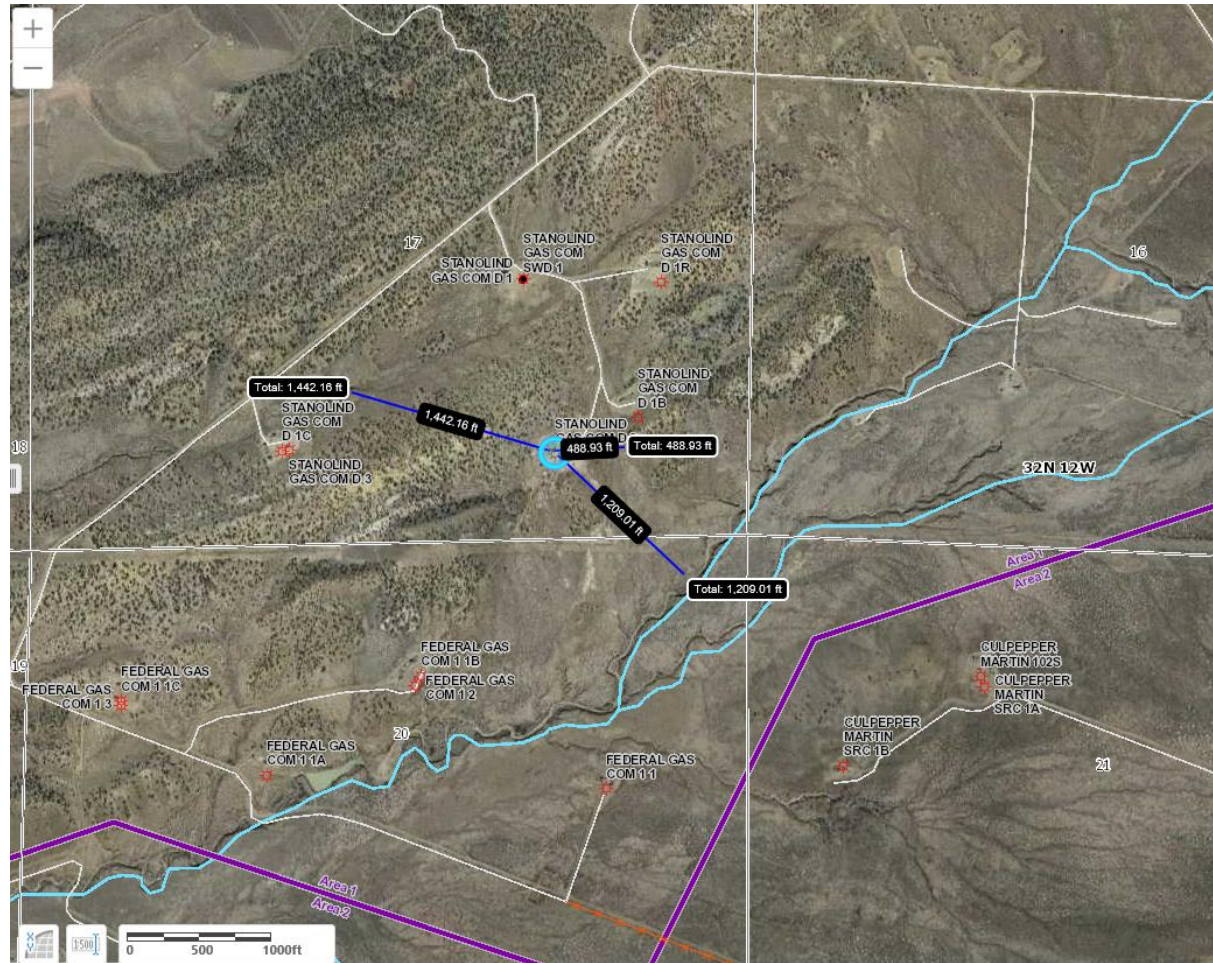 +
−
17
16
STANOLIND
GAS COM
SWD 1
STANOLIND
GAS COM D 1
STANOLIND
GAS COM
D 1R
Total: 1,442.16 ft
1,442.16 ft
STANOLIND
GAS COM
D 1C
STANOLIND
GAS COM D 3
STANOLIND
GAS COM
D 1B
STANOLIND
GAS COM D
488.93 ft
Total: 488.93 ft
18
32N 12W
1,209.01 ft
Total: 1,209.01 ft
Area 1
Area 2
19
FEDERAL GAS
COM 1 1C
FEDERAL GAS
COM 1 3
FEDERAL GAS
COM 1 1B
FEDERAL GAS
COM 1 2
CULPEPPER
MARTIN 102S
CULPEPPER
MARTIN
SRC 1A
20
FEDERAL GAS
COM 1 1A
FEDERAL GAS
COM 1 1
CULPEPPER
MARTIN
SRC 1B
21
Area 1
Area 2
X Y
1:500
0 500 1000ft